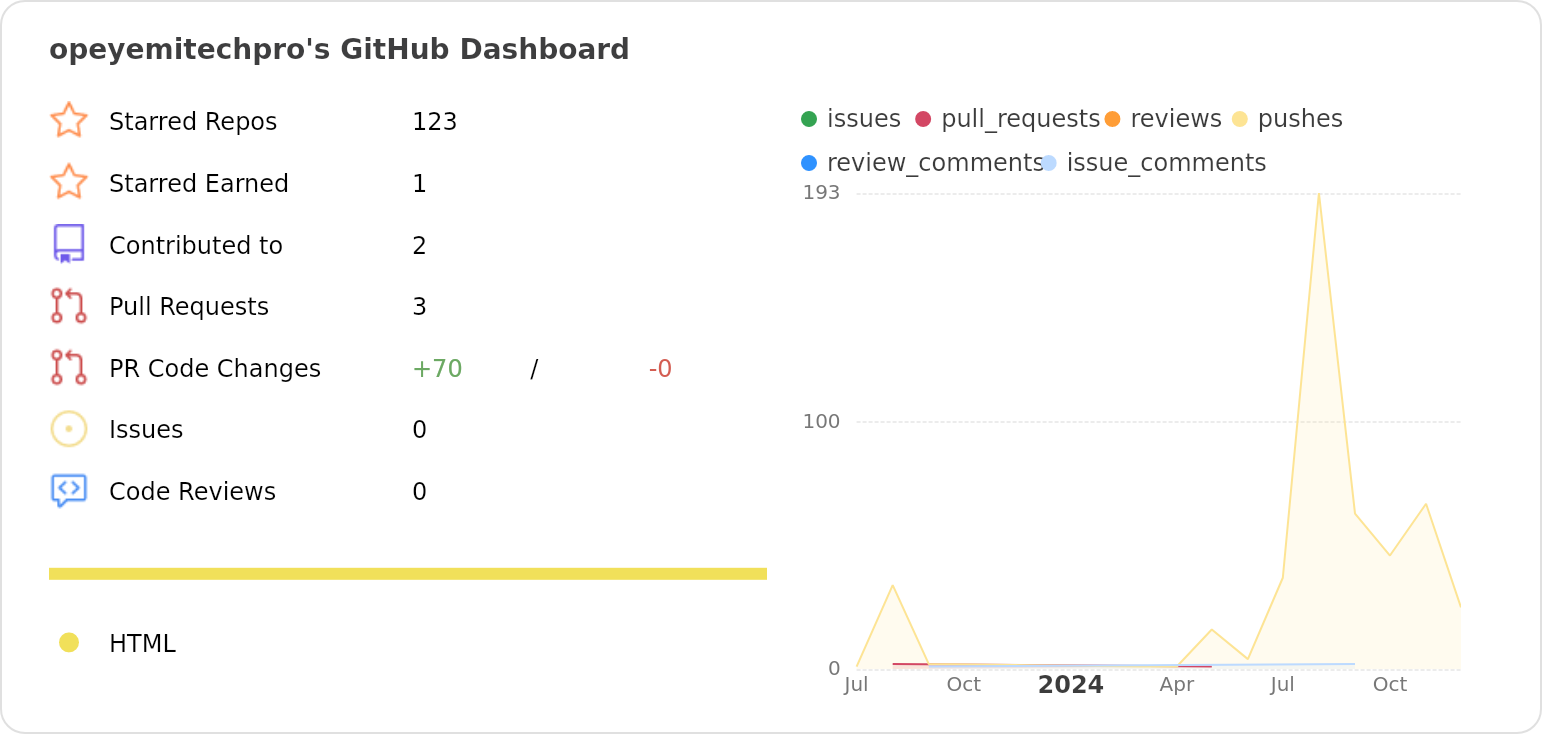 opeyemitechpro's GitHub Dashboard
Starred Repos 123
Starred Earned 1
Contributed to 2
Pull Requests 3
PR Code Changes +70 / -0
Issues 0
Code Reviews 0
HTML
issues pull_requests reviews pushes
review_comments issue_comments
193
100
0
Jul Oct 2024 Apr Jul Oct